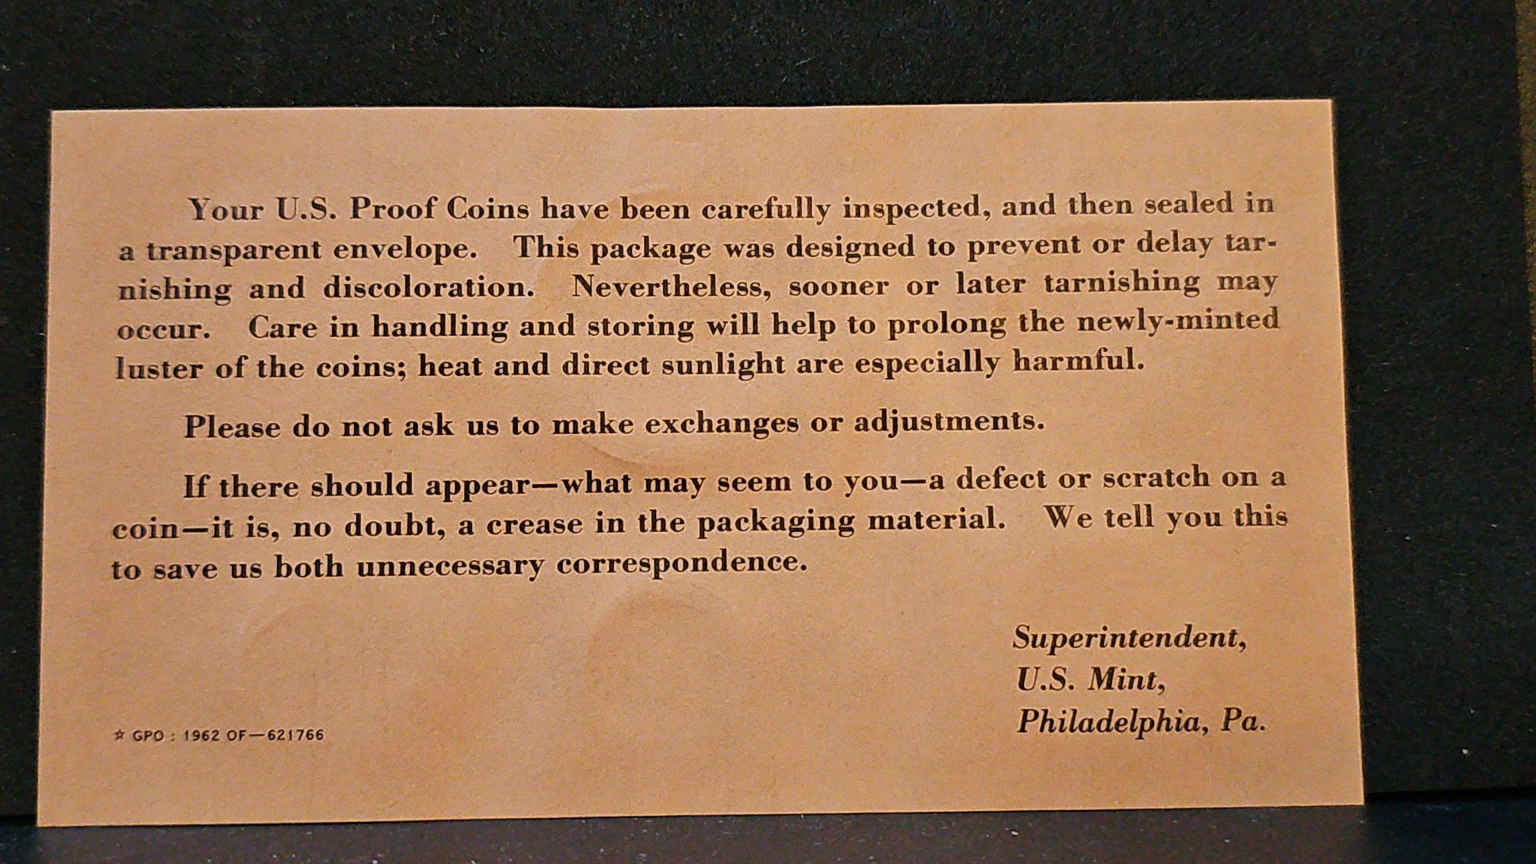 Your U.S. Proof Coins have been carefully inspected, and then sealed in
a transparent envelope. This package was designed to prevent or delay tar-
nishing and discoloration. Nevertheless, sooner or later tarnishing may
occur. Care in handling and storing will help to prolong the newly-minted
luster of the coins; heat and direct sunlight are especially harmful.
Please do not ask us to make exchanges or adjustments.
If there should appear—what may seem to you—a defect or scratch on a
coin—it is, no doubt, a crease in the packaging material. We tell you this
to save us both unnecessary correspondence.
Superintendent,
U.S. Mint,
Philadelphia, Pa.
☆ GPO : 1962 OF—621766